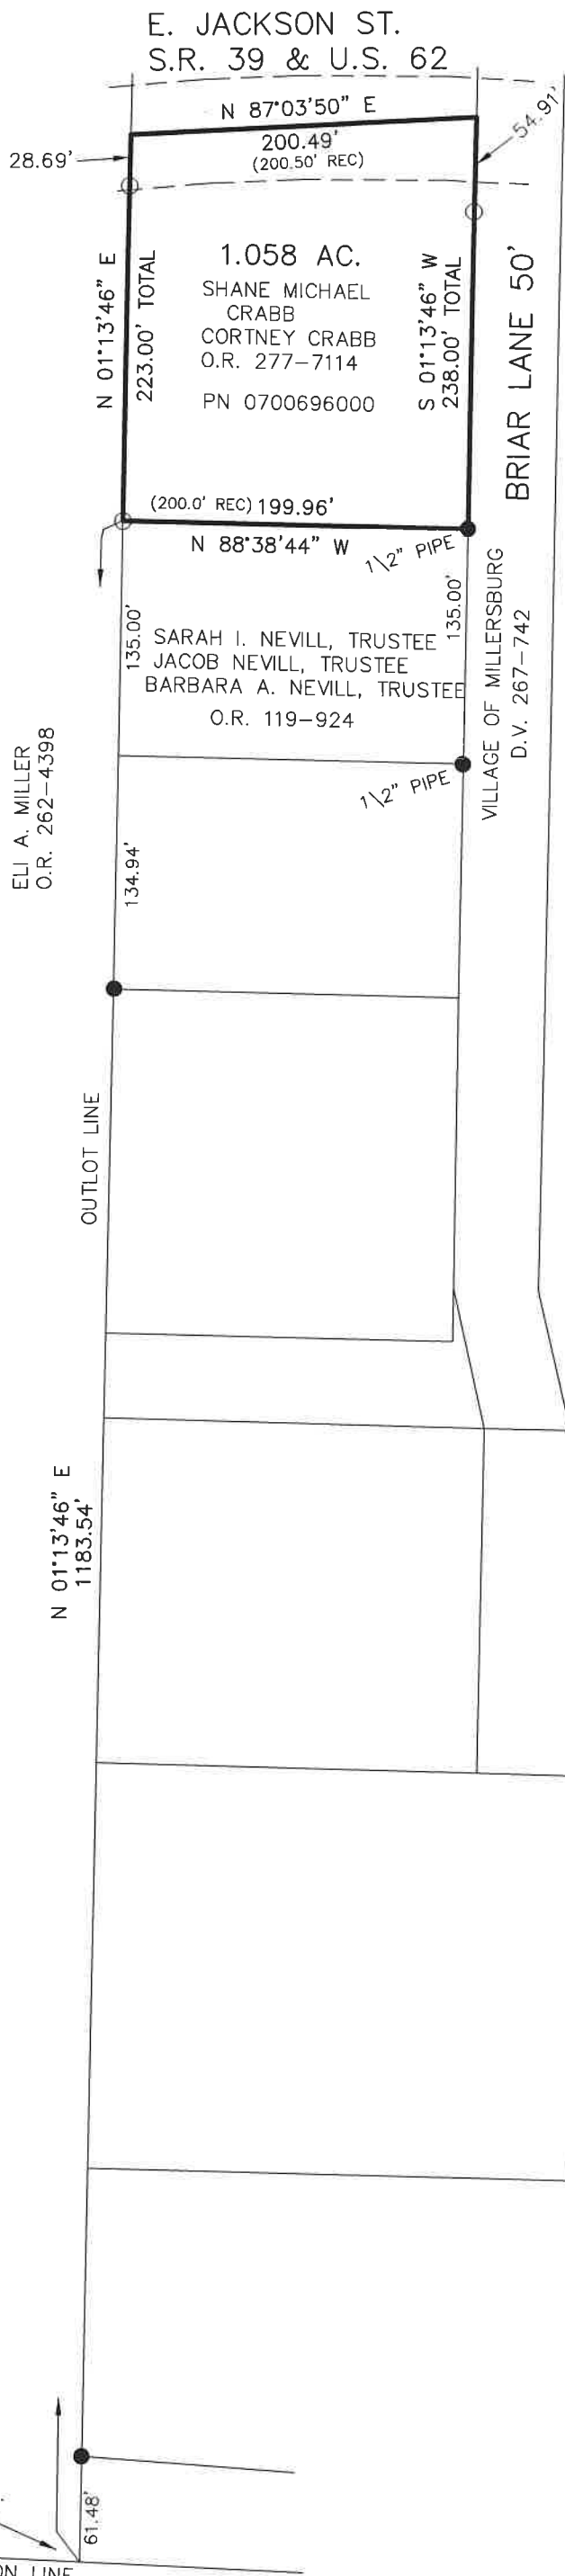 E. JACKSON ST.
S.R. 39 & U.S. 62
N 87°03'50" E
200.49'
(200.50' REC)
28.69'
54.91'
N 01°13'46" E
223.00' TOTAL
1.058 AC.
SHANE MICHAEL
CRABB
CORTNEY CRABB
O.R. 277-7114
PN 0700696000
S 01°13'46" W
238.00' TOTAL
BRIAR LANE 50'
(200.0' REC) 199.96'
N 88°38'44" W
1\2" PIPE
135.00'
SARAH I. NEVILL, TRUSTEE
JACOB NEVILL, TRUSTEE
BARBARA A. NEVILL, TRUSTEE
O.R. 119-924
135.00'
VILLAGE OF MILLERSBURG
D.V. 267-742
1\2" PIPE
ELI A. MILLER
O.R. 262-4398
134.94'
OUTLOT LINE
N 01°13'46" E
1183.54'
61.48'
ON LINE